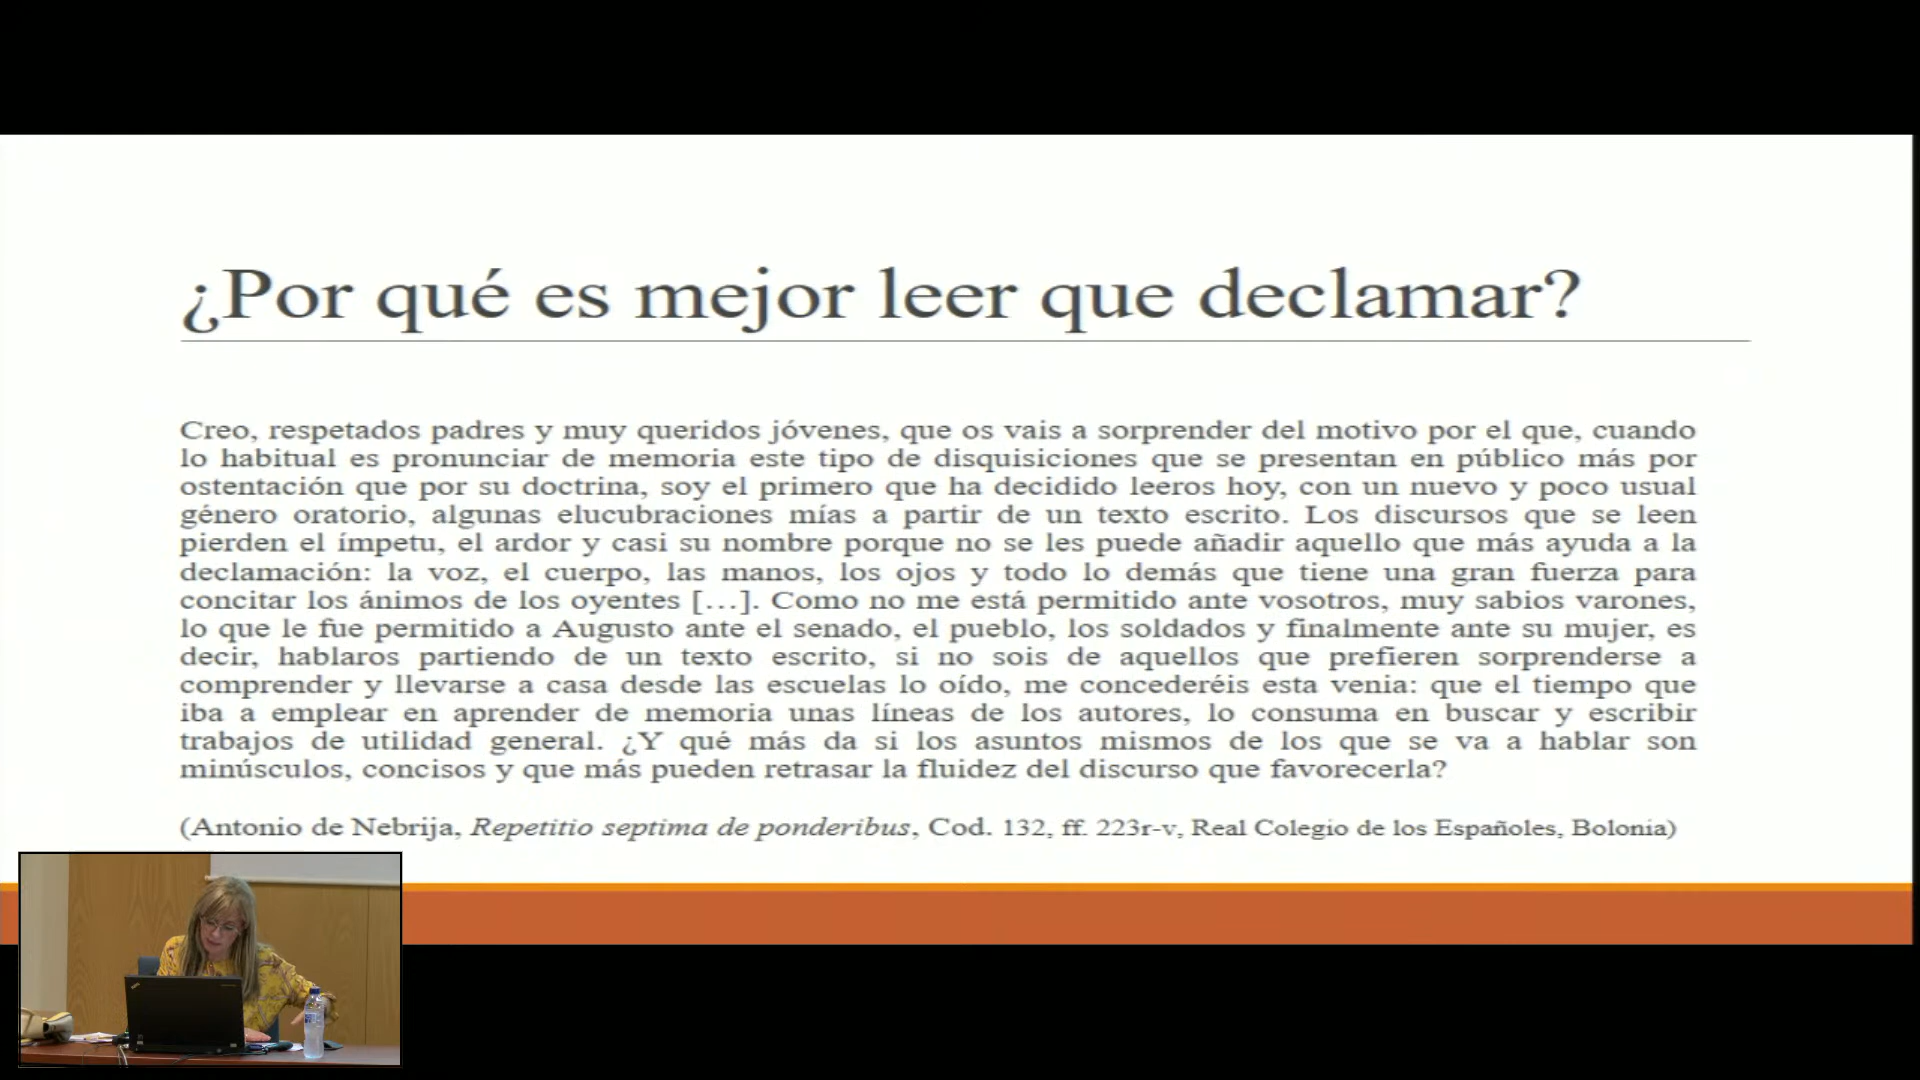 ¿Por qué es mejor leer que declamar?
Creo, respetados padres y muy queridos jóvenes, que os vais a sorprender del motivo por el que, cuando
lo habitual es pronunciar de memoria este tipo de disquisiciones que se presentan en público más por
ostentación que por su doctrina, soy el primero que ha decidido leeros hoy, con un nuevo y poco usual
género oratorio, algunas elucubraciones mías a partir de un texto escrito. Los discursos que se leen
pierden el ímpetu, el ardor y casi su nombre porque no se les puede añadir aquello que más ayuda a la
declamación: la voz, el cuerpo, las manos, los ojos y todo lo demás que tiene una gran fuerza para
concitar los ánimos de los oyentes [...]. Como no me está permitido ante vosotros, muy sabios varones,
lo que le fue permitido a Augusto ante el senado, el pueblo, los soldados y finalmente ante su mujer, es
decir, hablaros partiendo de un texto escrito, si no sois de aquellos que prefieren sorprenderse a
comprender y llevarse a casa desde las escuelas lo oído, me concederéis esta venia: que el tiempo que
iba a emplear en aprender de memoria unas líneas de los autores, lo consuma en buscar y escribir
trabajos de utilidad general. ¿Y qué más da si los asuntos mismos de los que se va a hablar son
minúsculos, concisos y que más pueden retrasar la fluidez del discurso que favorecerla?
(Antonio de Nebrija, Repetitio septima de ponderibus, Cod. 132, ff. 223r-v, Real Colegio de los Españoles, Bolonia)